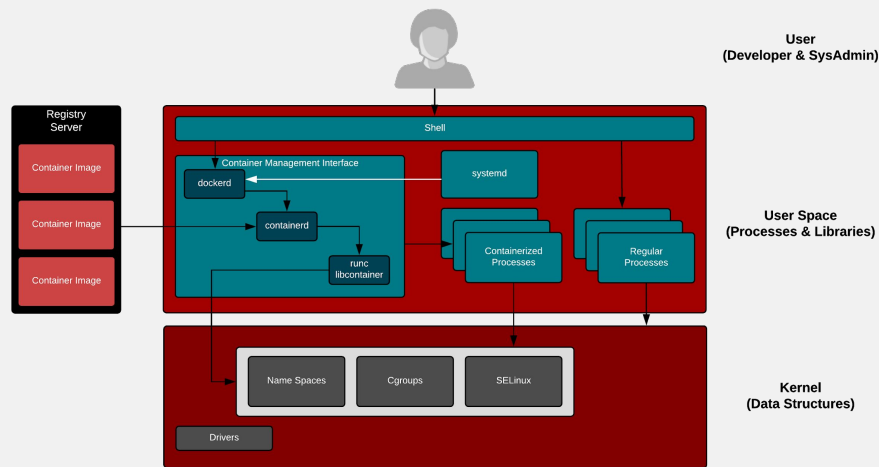 User
(Developer & SysAdmin)
Registry
Server
Container Image
Container Image
Container Image
Shell
Container Management Interface
dockerd
containerd
runc
libcontainer
systemd
Containerized
Processes
Regular
Processes
User Space
(Processes & Libraries)
Name Spaces
Cgroups
SELinux
Drivers
Kernel
(Data Structures)